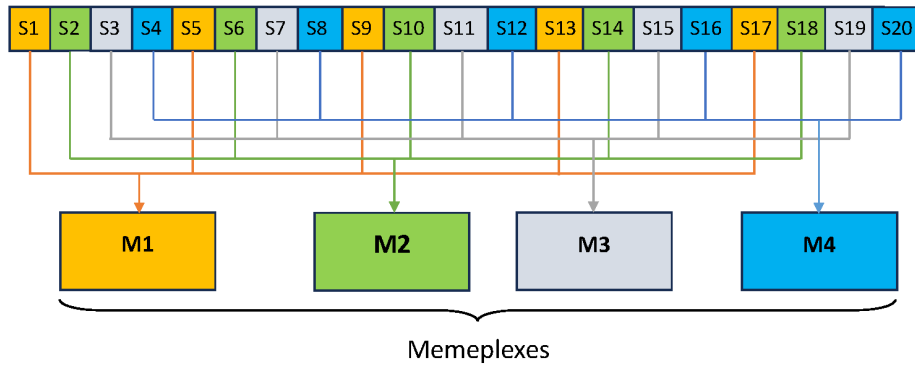 S1 S2 S3 S4 S5 S6 S7 S8 S9 S10 S11 S12 S13 S14 S15 S16 S17 S18 S19 S20
M1 M2 M3 M4
Memeplexes